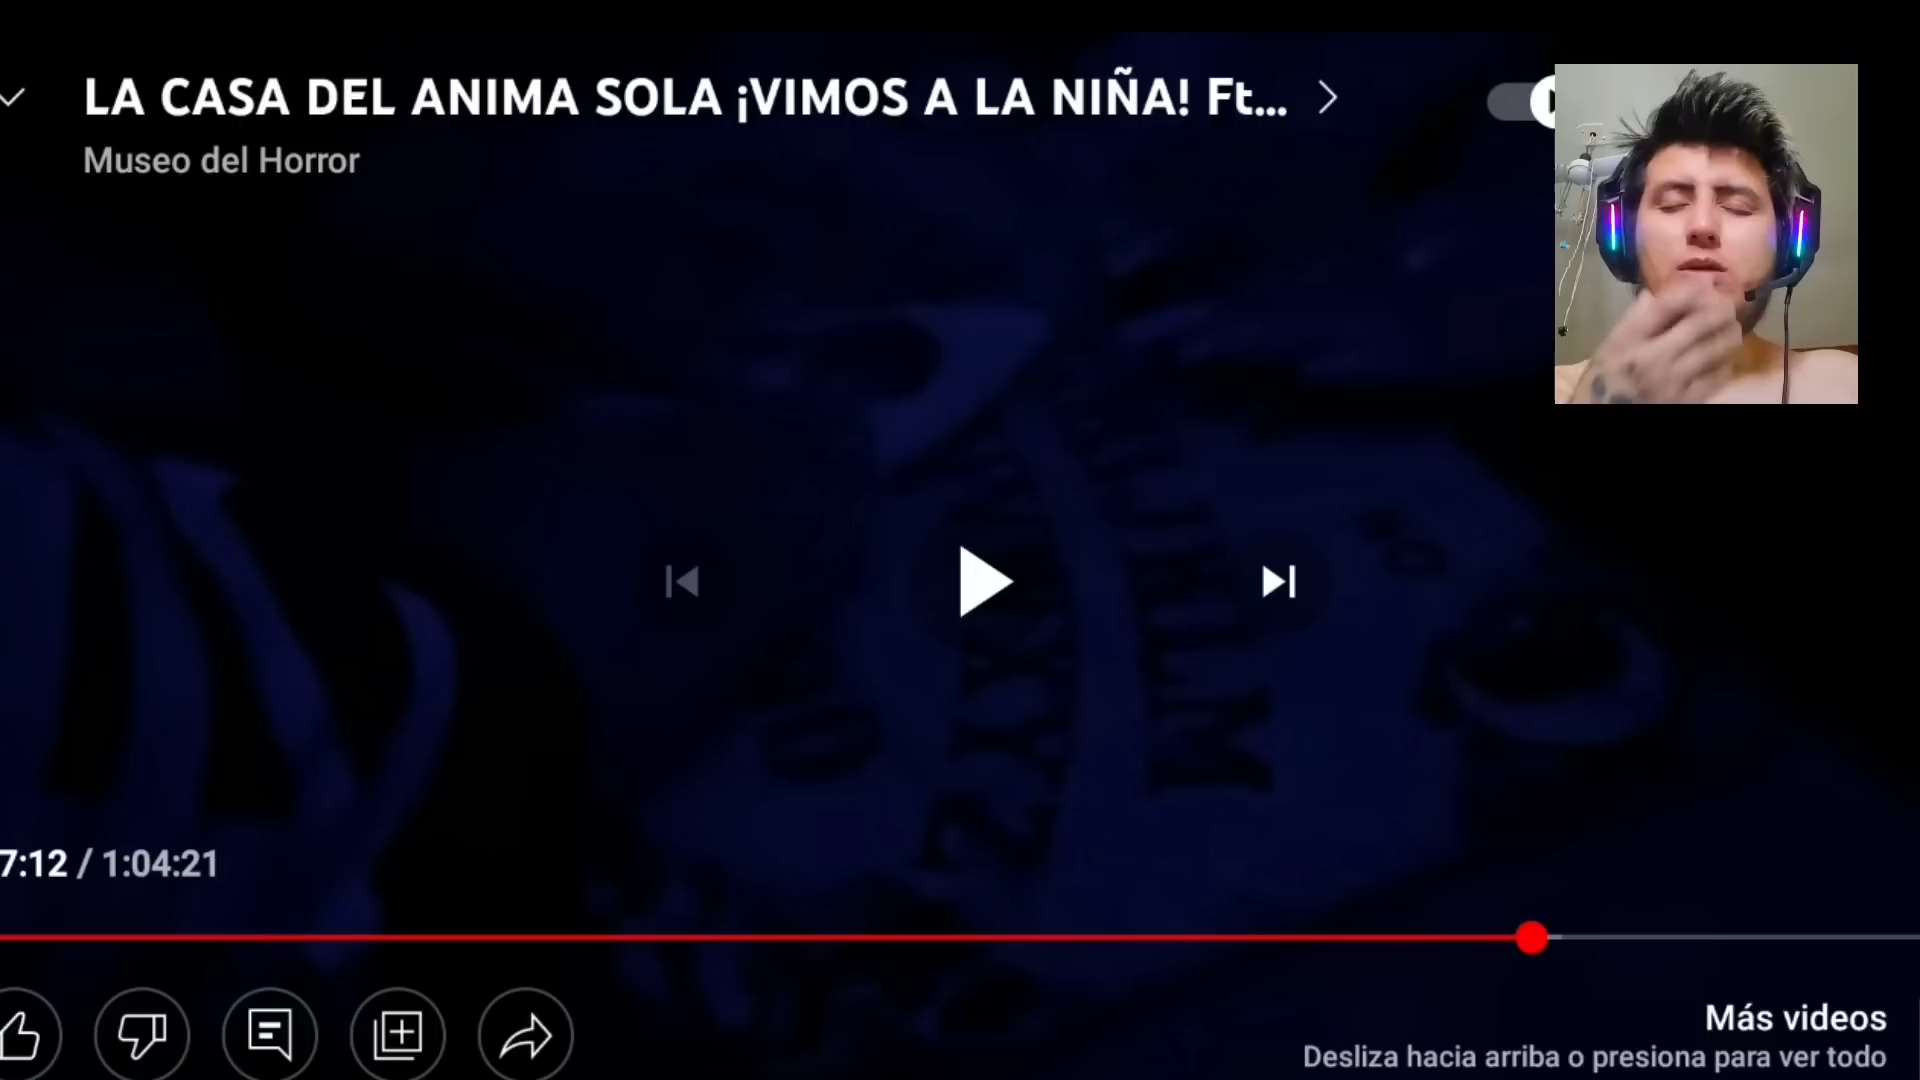 LA CASA DEL ANIMA SOLA ¡VIMOS A LA NIÑA! Ft...
Museo del Horror
7:12 / 1:04:21
Más videos
Desliza hacia arriba o presiona para ver todo